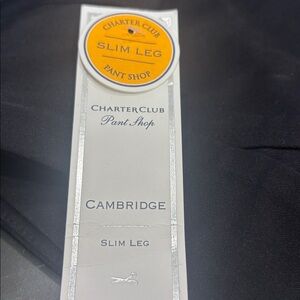 CHARTER CLUB
SLIM LEG
PANT SHOP
CHARTER CLUB
Pant Shop
CAMBRIDGE
SLIM LEG